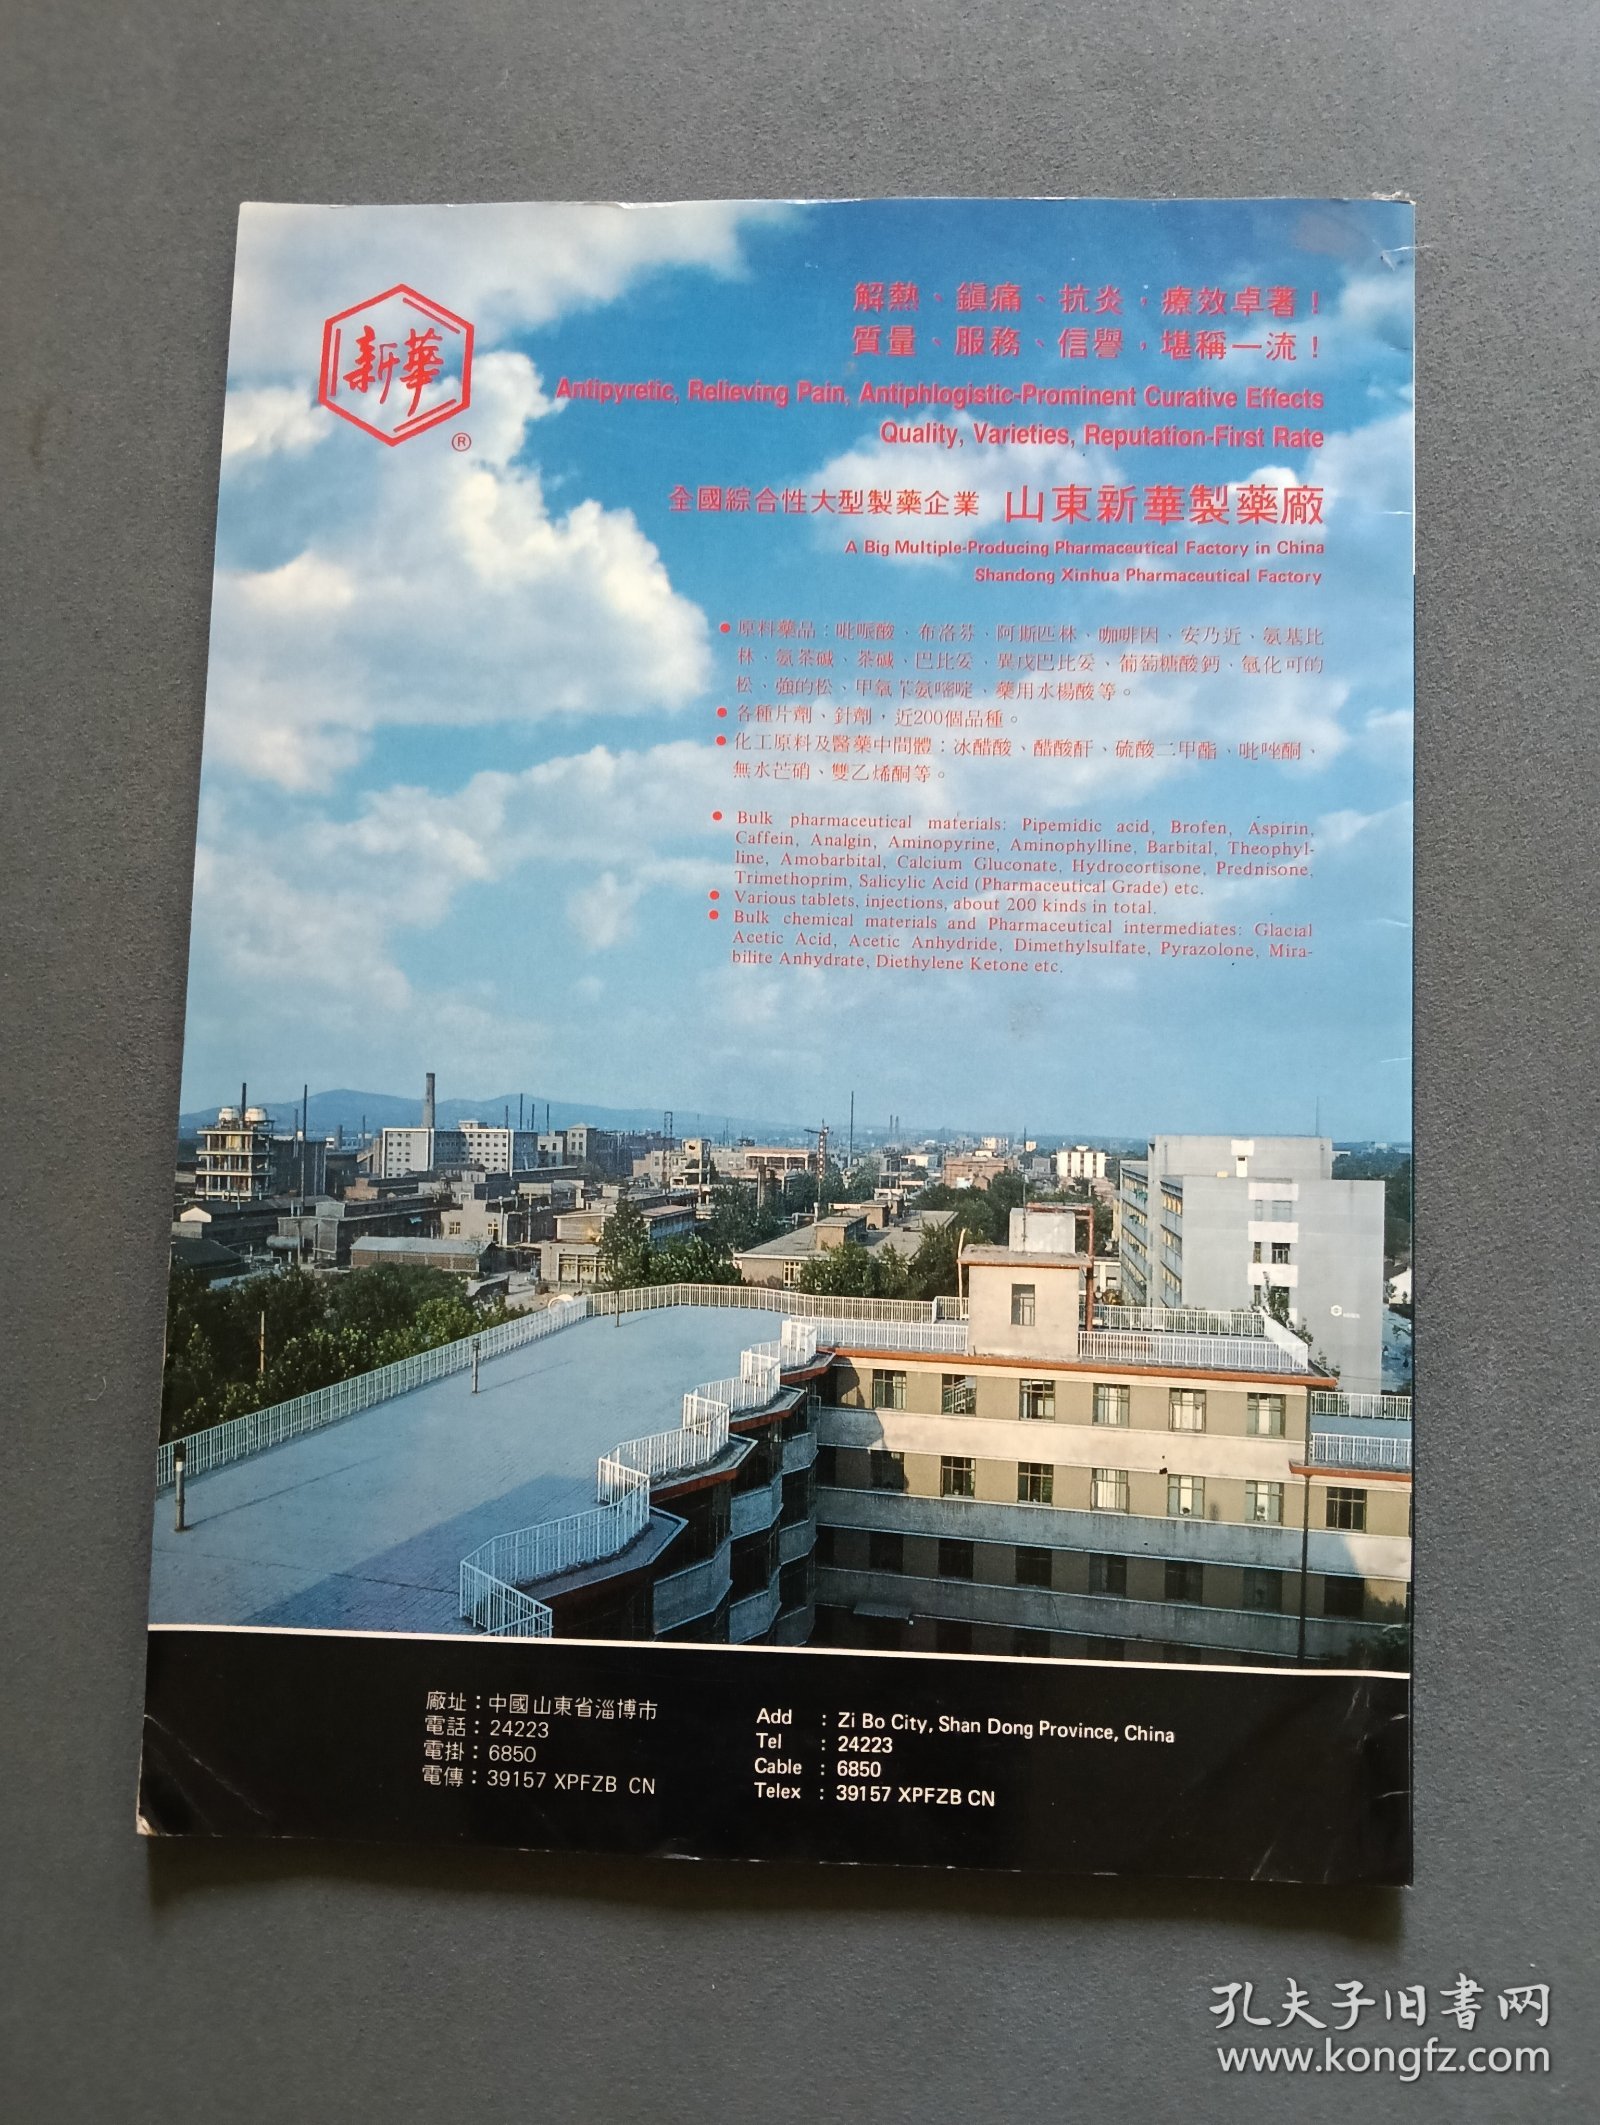 新華
®
解熱、鎮痛、抗炎，療效卓著！
質量、服務、信譽，堪稱一流！
Antipyretic, Relieving Pain, Antiphlogistic-Prominent Curative Effects
Quality, Varieties, Reputation-First Rate
全國綜合性大型製藥企業 山東新華製藥廠
A Big Multiple-Producing Pharmaceutical Factory in China
Shandong Xinhua Pharmaceutical Factory
● 原料藥品：吡哌酸、布洛芬、阿斯匹林、咖啡因、安乃近、氨基比
林、氨茶碱、茶碱、巴比妥、異戊巴比妥、葡萄糖酸鈣、氫化可的
松、強的松、甲氧苄氨嘧啶、藥用水楊酸等。
● 各種片劑、針劑，近200個品種。
● 化工原料及醫藥中間體：冰醋酸、醋酸酐、硫酸二甲酯、吡唑酮、
無水芒硝、雙乙烯酮等。
● Bulk pharmaceutical materials: Pipemidic acid, Brofen, Aspirin,
Caffein, Analgin, Aminopyrine, Aminophylline, Barbital, Theophyl-
line, Amobarbital, Calcium Gluconate, Hydrocortisone, Prednisone,
Trimethoprim, Salicylic Acid (Pharmaceutical Grade) etc.
● Various tablets, injections, about 200 kinds in total.
● Bulk chemical materials and Pharmaceutical intermediates: Glacial
Acetic Acid, Acetic Anhydride, Dimethylsulfate, Pyrazolone, Mira-
bilite Anhydrate, Diethylene Ketone etc.
廠址：中國山東省淄博市
電話：24223
電掛：6850
電傳：39157 XPFZB CN
Add : Zi Bo City, Shan Dong Province, China
Tel : 24223
Cable : 6850
Telex : 39157 XPFZB CN
孔夫子旧书网
www.kongfz.com